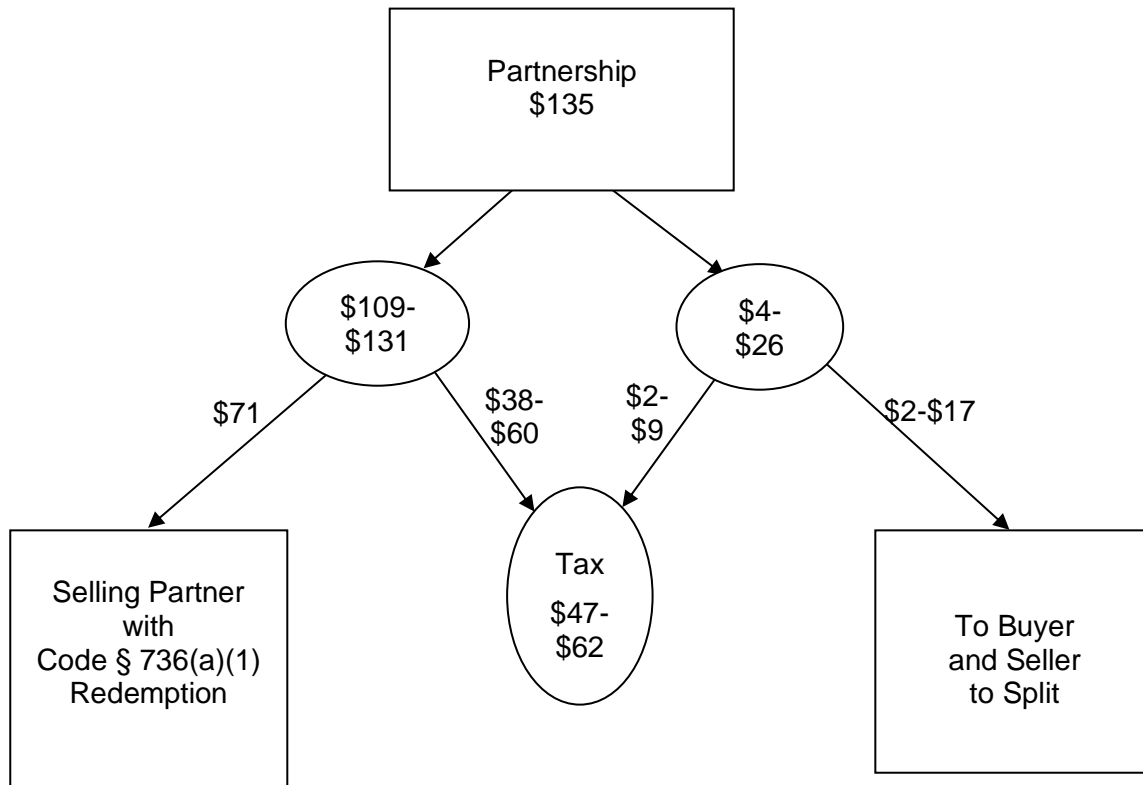 Partnership
$135
$109-
$131
$4-
$26
$71
$38-
$60
$2-
$9
$2-$17
Selling Partner
with
Code § 736(a)(1)
Redemption
Tax
$47-
$62
To Buyer
and Seller
to Split